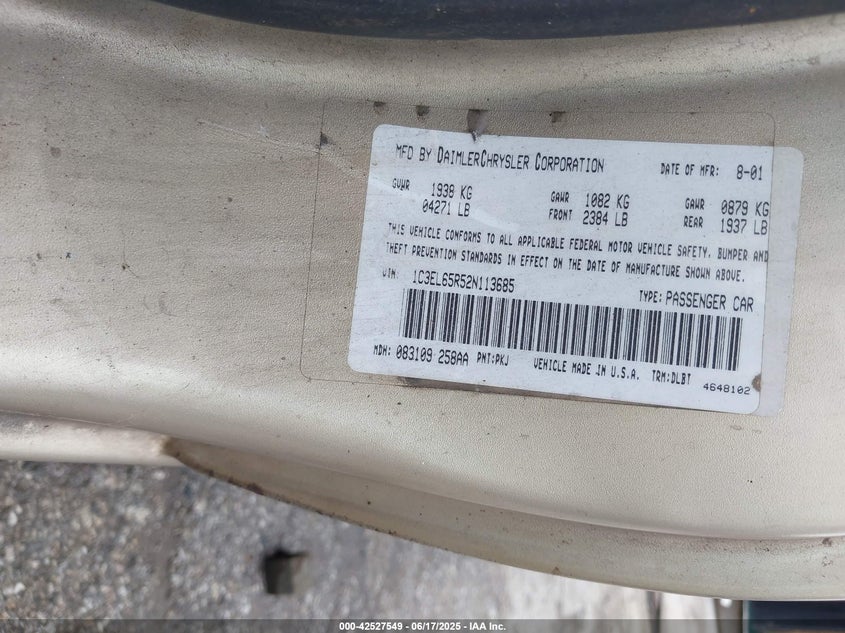 MFD BY DAIMLERCHRYSLER CORPORATION DATE OF MFR: 8-01
GVWR 1938 KG GAWR 1082 KG GAWR 0879 KG
04271 LB FRONT 2384 LB REAR 1937 LB
THIS VEHICLE CONFORMS TO ALL APPLICABLE FEDERAL MOTOR VEHICLE SAFETY, BUMPER AND
THEFT PREVENTION STANDARDS IN EFFECT ON THE DATE OF MANUFACTURE SHOWN ABOVE.
VIN: 1C3EL65R52N113685 TYPE: PASSENGER CAR
MDH: 083109 258AA PNT:PKJ VEHICLE MADE IN U.S.A. TRM:DLBT
4648102
000-42527549 - 06/17/2025 - IAA Inc.